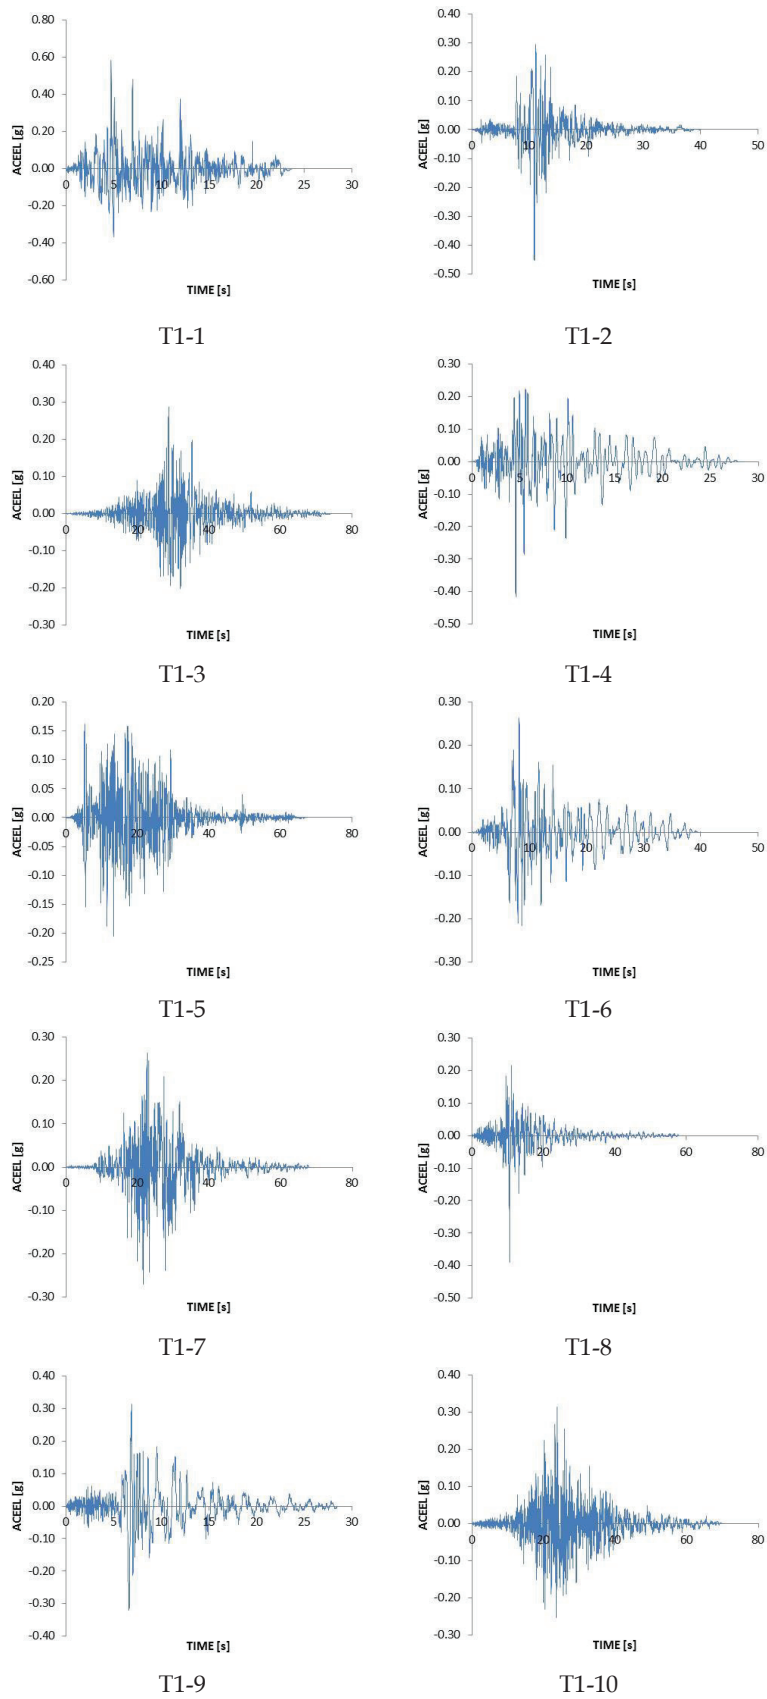 0.80
0.60
0.40
0.20
0.00
-0.20
-0.40
-0.60
0 5 10 15 20 25 30
ACEEL [g]
TIME [s]
T1-1
0.40
0.30
0.20
0.10
0.00
-0.10
-0.20
-0.30
-0.40
-0.50
0 10 20 30 40 50
ACEEL [g]
TIME [s]
T1-2
0.40
0.30
0.20
0.10
0.00
-0.10
-0.20
-0.30
0 20 40 60 80
ACEEL [g]
TIME [s]
T1-3
0.30
0.20
0.10
0.00
-0.10
-0.20
-0.30
-0.40
-0.50
0 5 10 15 20 25 30
ACEEL [g]
TIME [s]
T1-4
0.20
0.15
0.10
0.05
0.00
-0.05
-0.10
-0.15
-0.20
-0.25
0 20 40 60 80
ACEEL [g]
TIME [s]
T1-5
0.30
0.20
0.10
0.00
-0.10
-0.20
-0.30
0 10 20 30 40 50
ACEEL [g]
TIME [s]
T1-6
0.30
0.20
0.10
0.00
-0.10
-0.20
-0.30
0 20 40 60 80
ACEEL [g]
TIME [s]
T1-7
0.30
0.20
0.10
0.00
-0.10
-0.20
-0.30
-0.40
-0.50
0 20 40 60 80
ACEEL [g]
TIME [s]
T1-8
0.40
0.30
0.20
0.10
0.00
-0.10
-0.20
-0.30
-0.40
0 5 10 15 20 25 30
ACEEL [g]
TIME [s]
T1-9
0.40
0.30
0.20
0.10
0.00
-0.10
-0.20
-0.30
0 20 40 60 80
ACEEL [g]
TIME [s]
T1-10